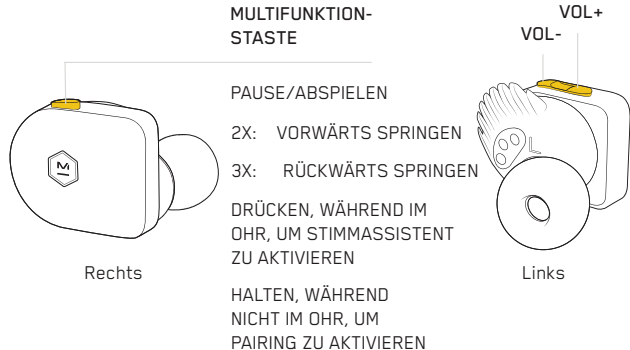 MULTIFUNKTION-
STASTE
VOL+
VOL-
PAUSE/ABSPIELEN
2X: VORWÄRTS SPRINGEN
3X: RÜCKWÄRTS SPRINGEN
DRÜCKEN, WÄHREND IM
OHR, UM STIMMASSISTENT
ZU AKTIVIEREN
HALTEN, WÄHREND
NICHT IM OHR, UM
PAIRING ZU AKTIVIEREN
Rechts
L
Links